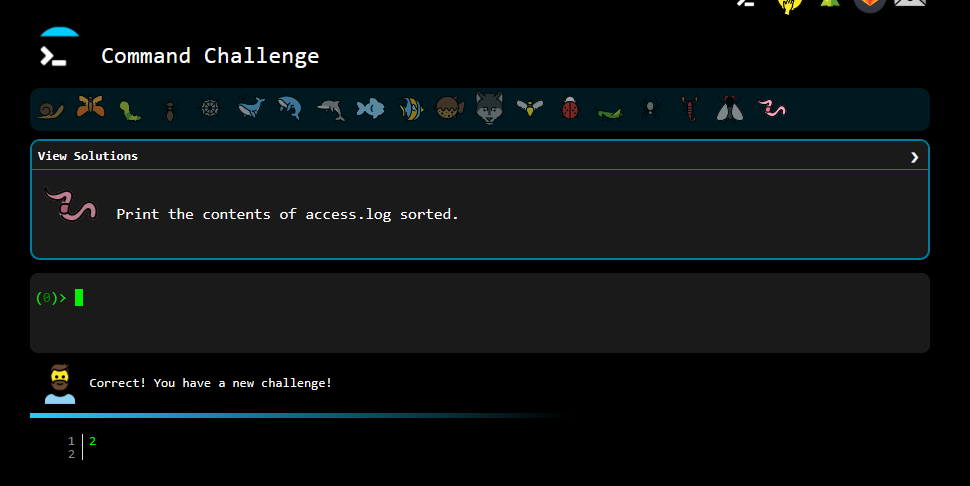 Command Challenge
View Solutions
Print the contents of access.log sorted.
(0)>
Correct! You have a new challenge!
1 2
2